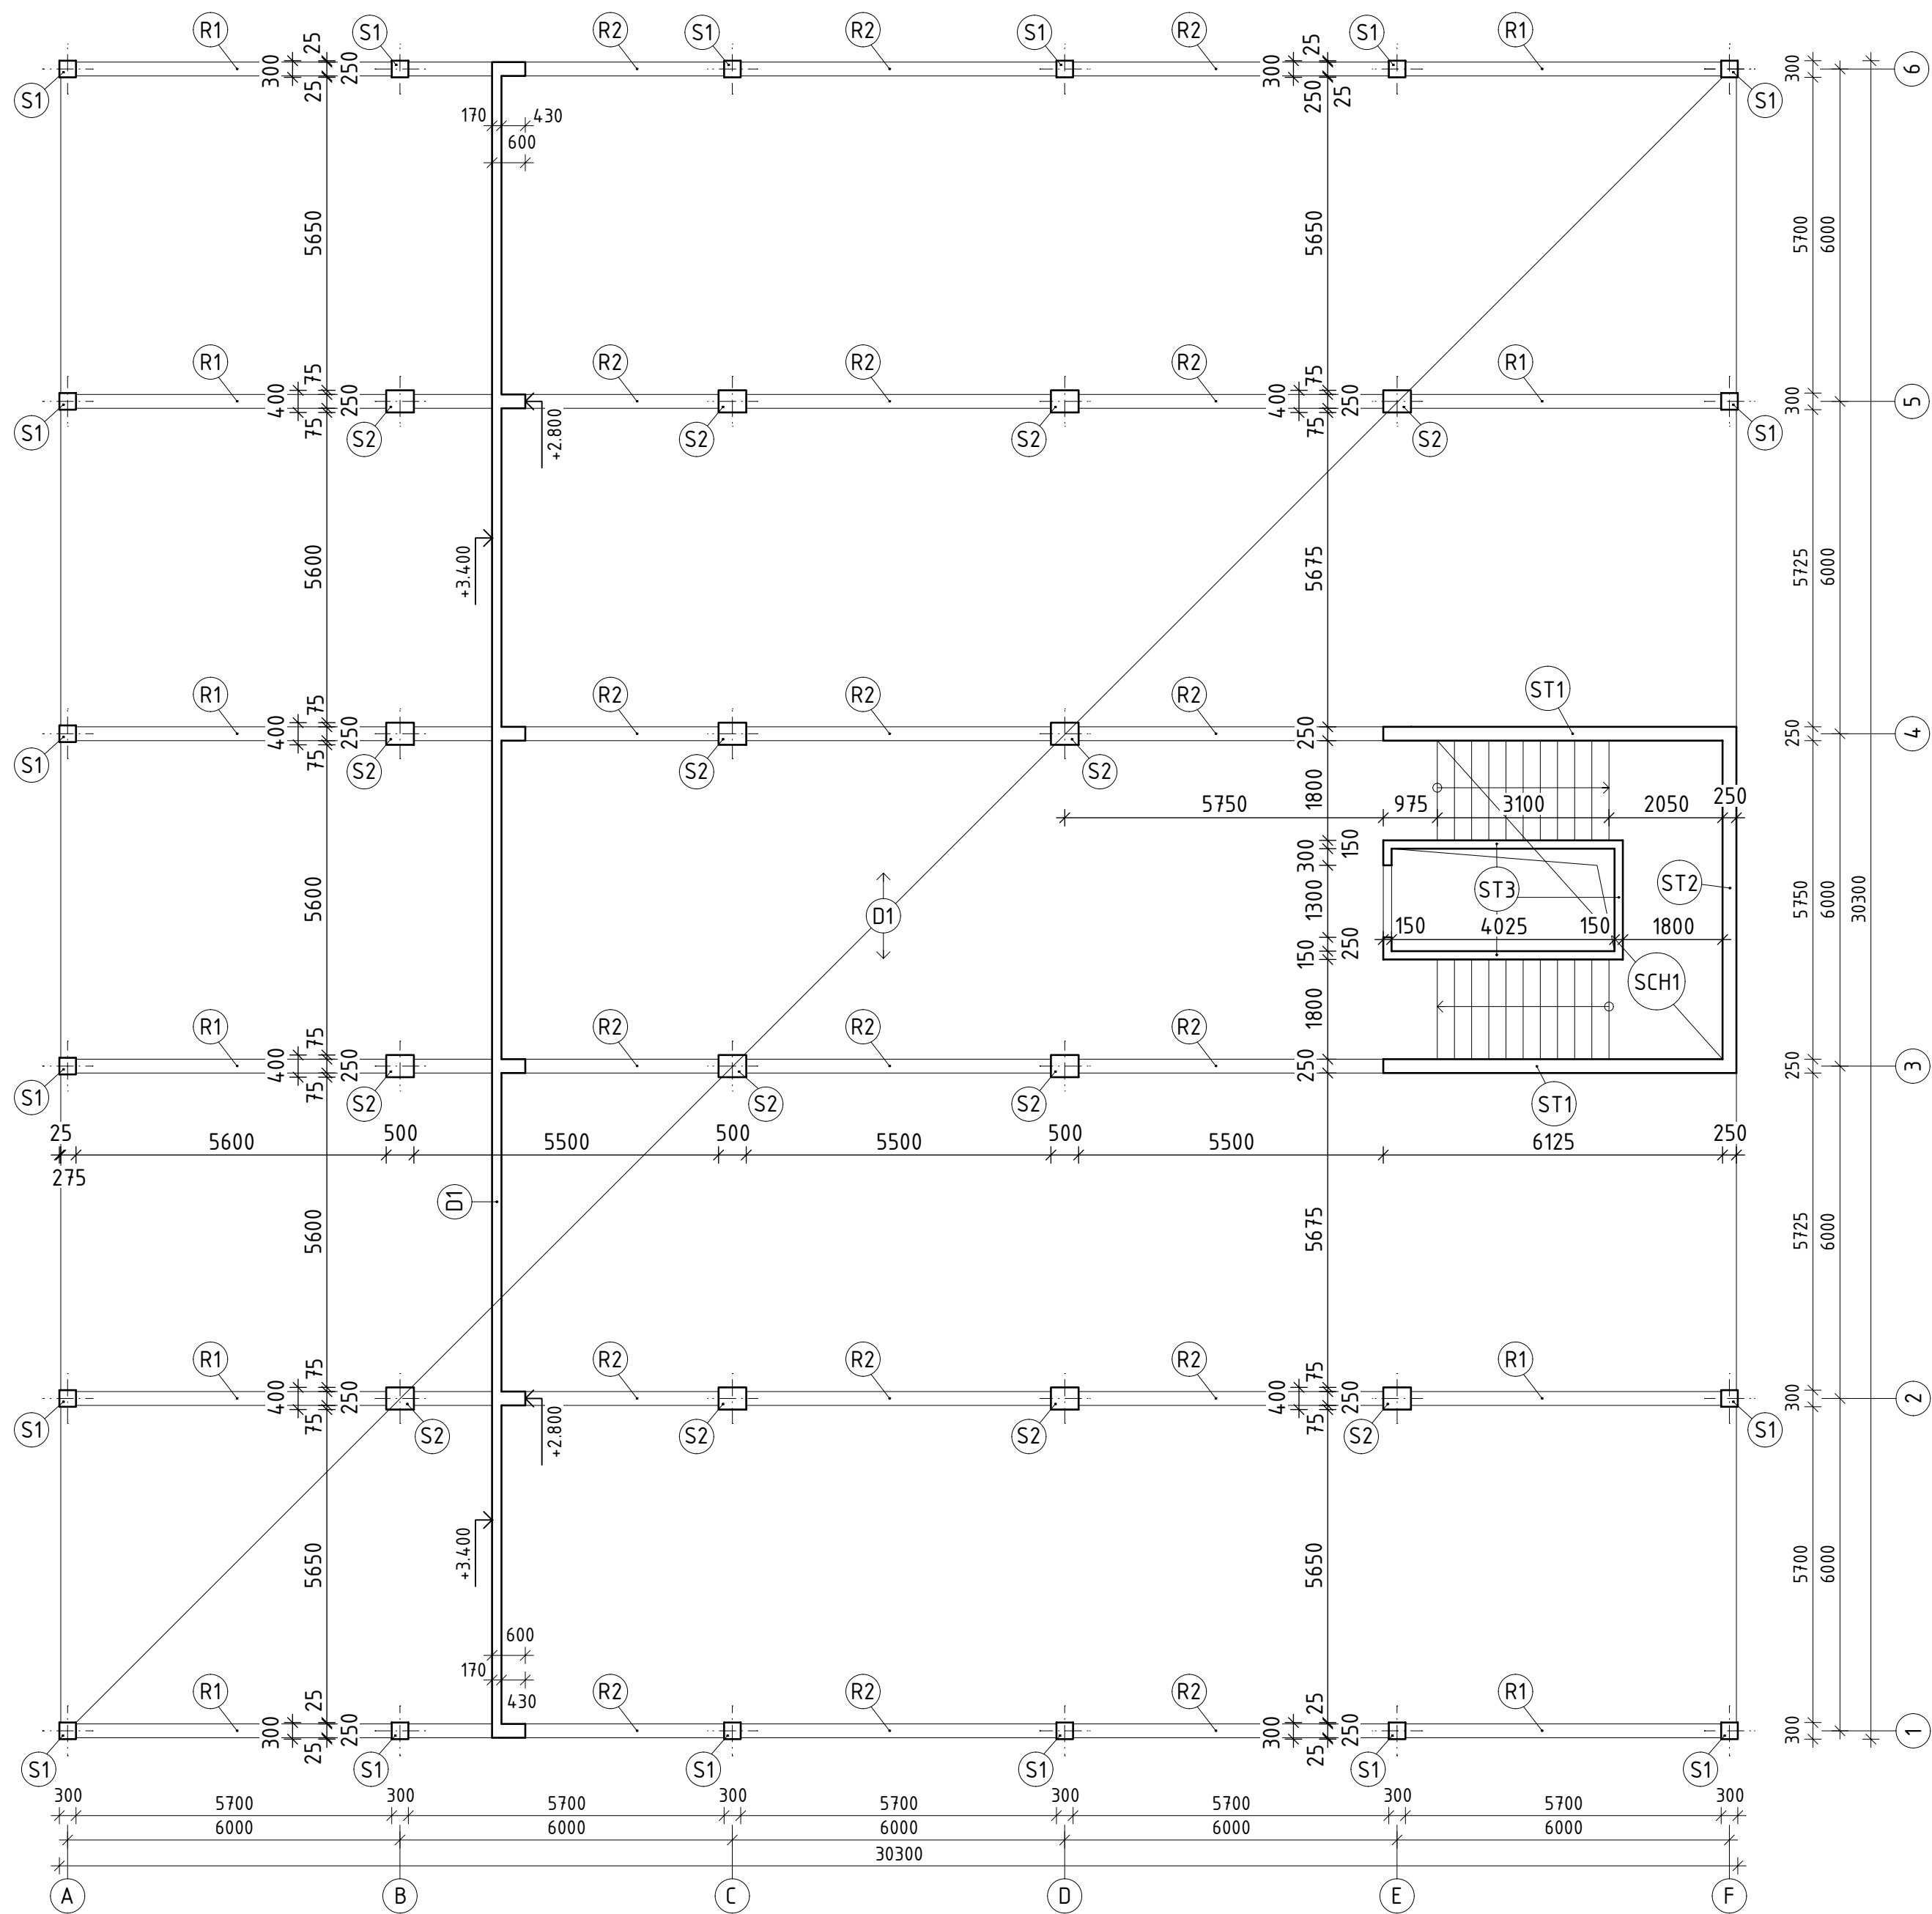 R1 S1 25 R2 S1 R2 S1 R2 25 S1 R1
300 250 300 300 6
S1 25 250 25 S1
170 430
600
5650 5650 5700 6000
R1 R2 R2 R2 R1
75 75
400 250 400 250 300 5
S1 75 S2 +2.800 S2 S2 75 S2 S1
+3.400 5600 5675 5725 6000
ST1
R1 R2 R2 R2
75
400 250 250 250 4
S1 75 S2 S2 S2
1800 5750 975 3100 2050 250
300 150
ST3 ST2
5600 D1 1300 5750 6000 30300
150 4025 150 1800
150 250
SCH1
1800
R1 R2 R2 R2
75
400 250 250 250 3
S1 75 S2 S2 S2 ST1
25 5600 500 5500 500 5500 500 5500 6125 250
275
D1
5600 5675 5725 6000
R1 R2 R2 R2 R1
75 75
400 250 400 250 300 2
S1 75 S2 +2.800 S2 S2 75 S2 S1
+3.400 5650 5650 5700 6000
600
170
430
R1 25 R2 R2 R2 25 R1
300 250 300 250 300 1
S1 25 S1 S1 S1 25 S1 S1
300 5700 300 5700 300 5700 300 5700 300 5700 300
6000 6000 6000 6000 6000
30300
A B C D E F